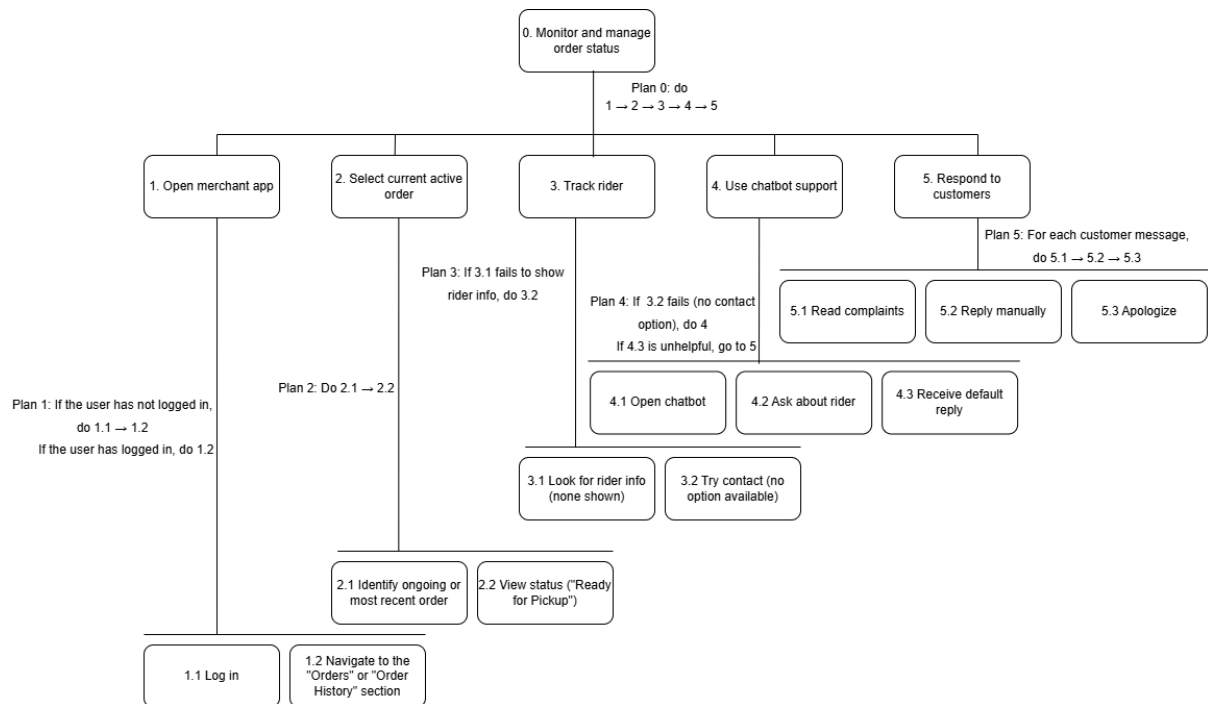 0. Monitor and manage
order status
Plan 0: do
1 → 2 → 3 → 4 → 5
1. Open merchant app
2. Select current active
order
3. Track rider
4. Use chatbot support
5. Respond to
customers
Plan 5: For each customer message,
do 5.1 → 5.2 → 5.3
5.1 Read complaints
5.2 Reply manually
5.3 Apologize
Plan 3: If 3.1 fails to show
rider info, do 3.2
Plan 4: If 3.2 fails (no contact
option), do 4
If 4.3 is unhelpful, go to 5
4.1 Open chatbot
4.2 Ask about rider
4.3 Receive default
reply
Plan 2: Do 2.1 → 2.2
Plan 1: If the user has not logged in,
do 1.1 → 1.2
If the user has logged in, do 1.2
3.1 Look for rider info
(none shown)
3.2 Try contact (no
option available)
2.1 Identify ongoing or
most recent order
2.2 View status ("Ready
for Pickup")
1.1 Log in
1.2 Navigate to the
"Orders" or "Order
History" section